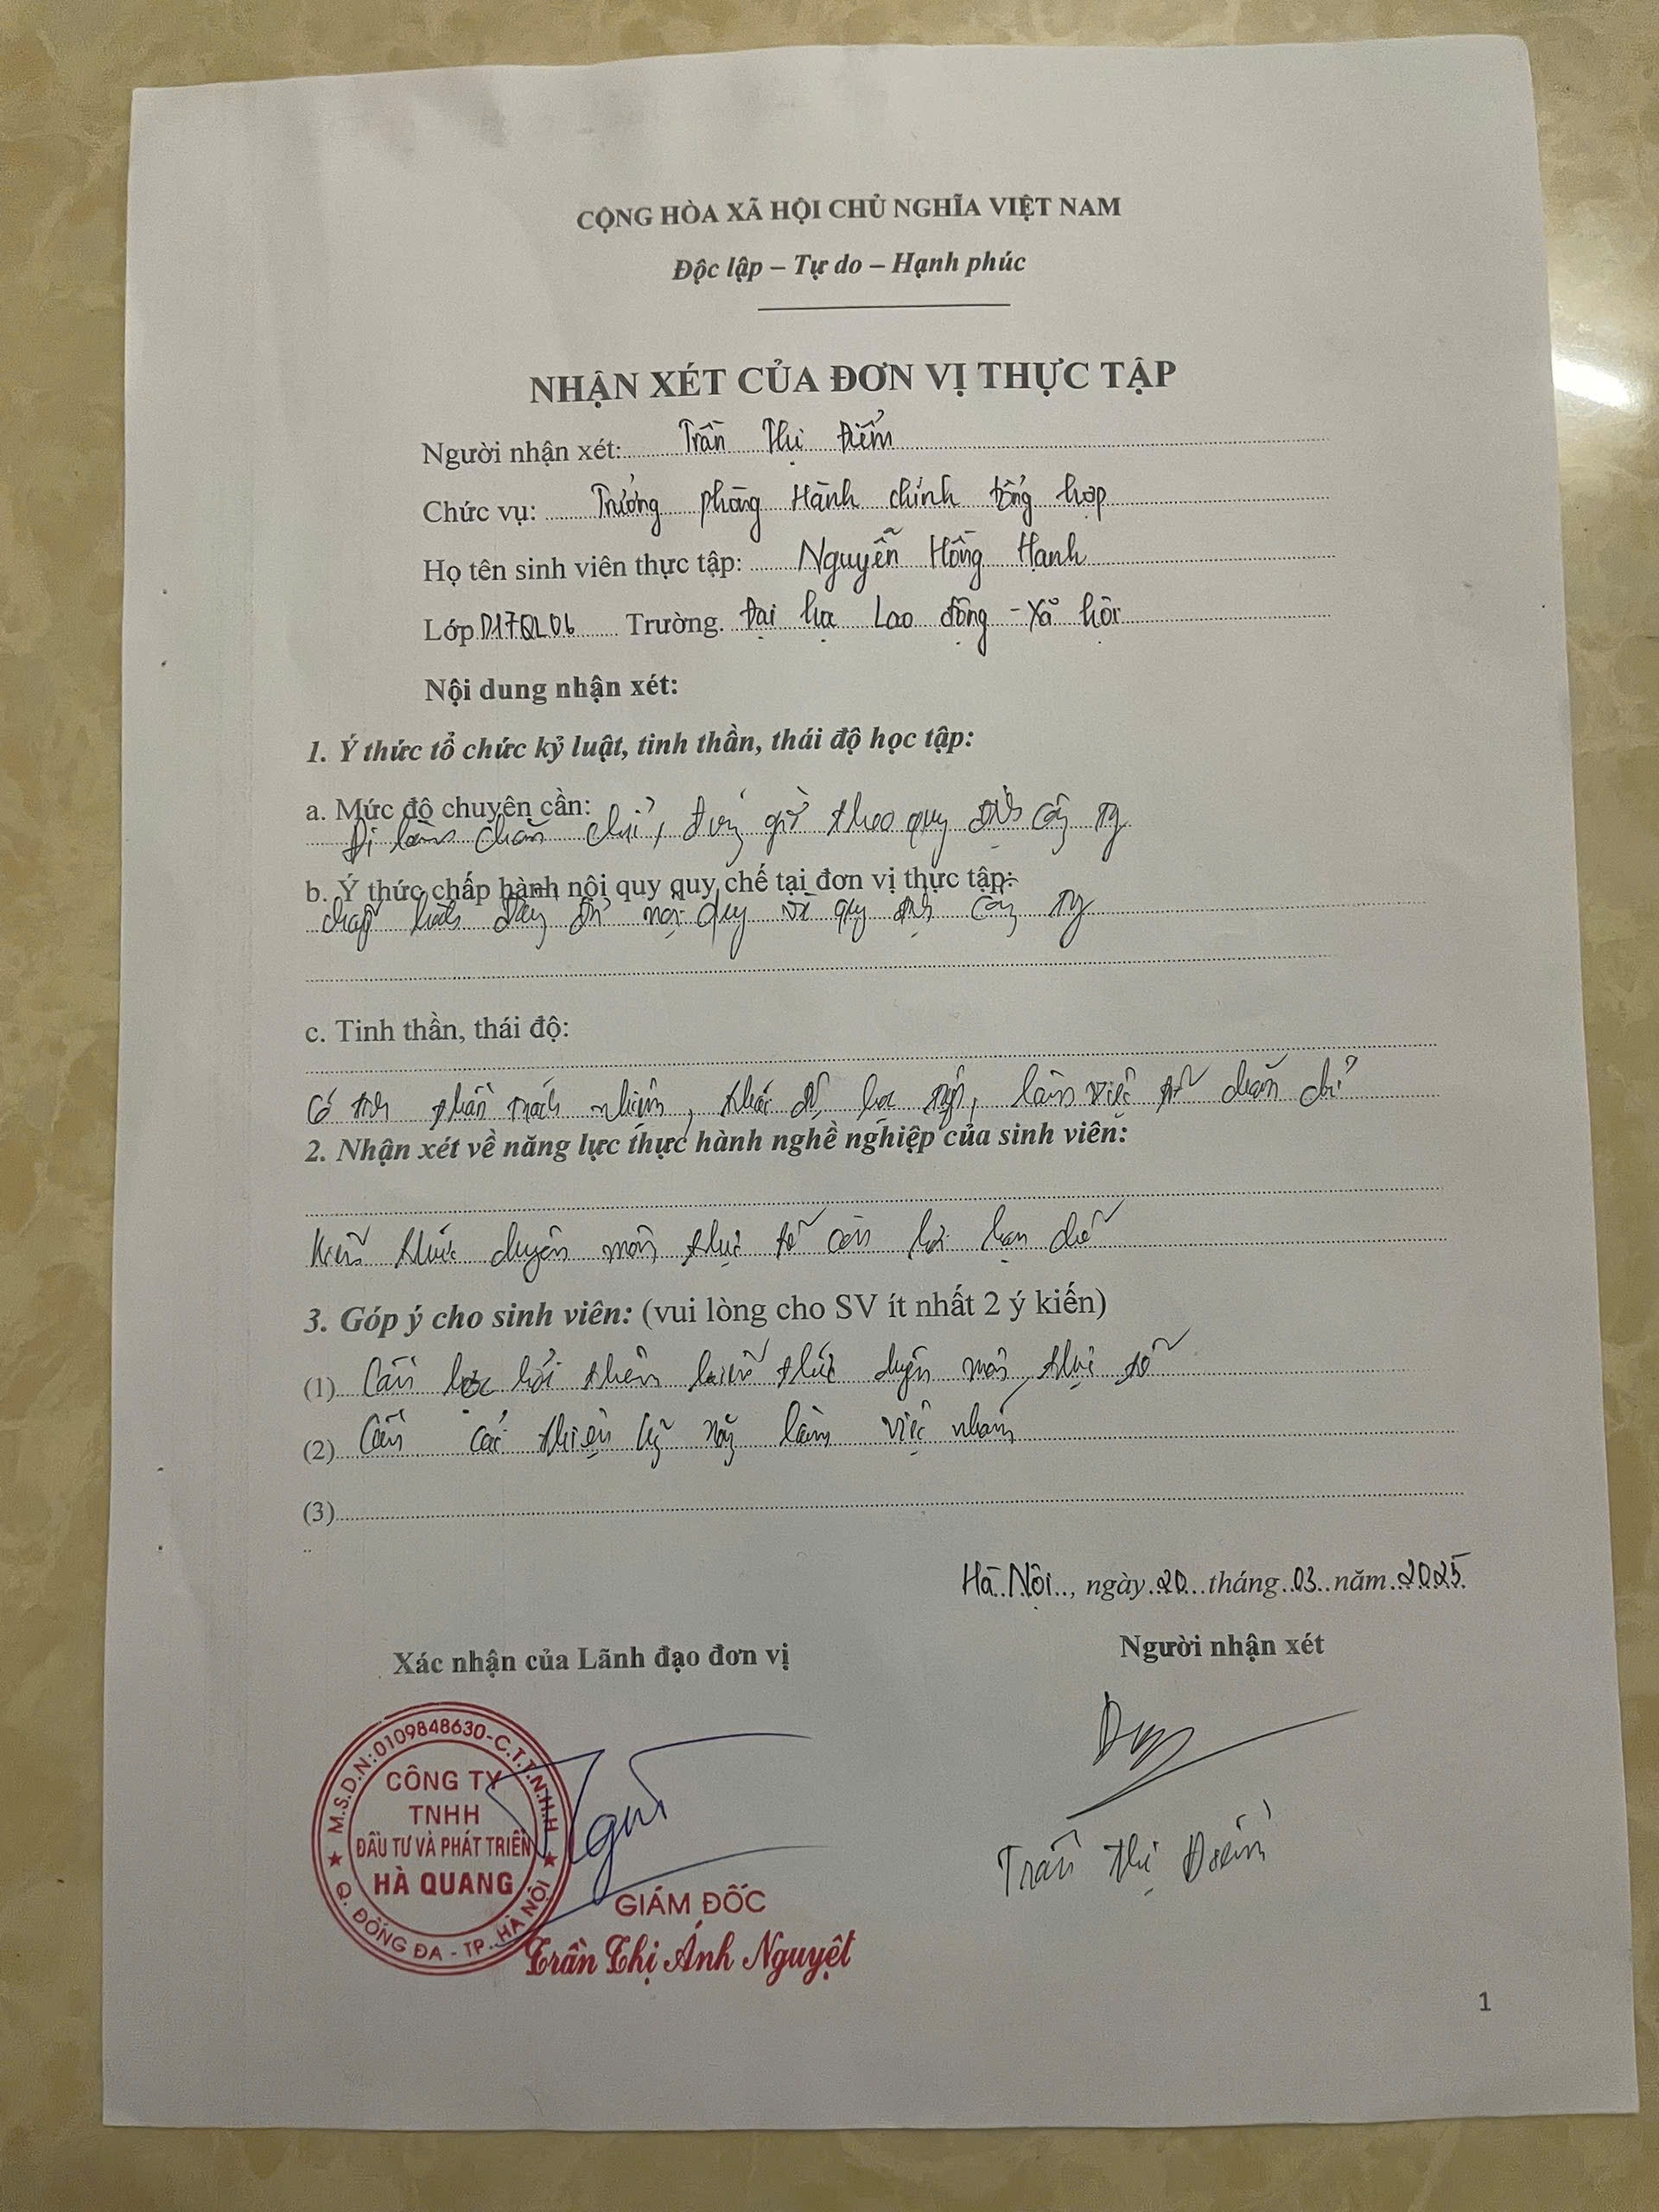 CỘNG HÒA XÃ HỘI CHỦ NGHĨA VIỆT NAM
Độc lập – Tự do – Hạnh phúc
NHẬN XÉT CỦA ĐƠN VỊ THỰC TẬP
Người nhận xét: Trần Thị Điểm
Chức vụ: Trưởng phòng Hành chính tổng hợp
Họ tên sinh viên thực tập: Nguyễn Hồng Hạnh
Lớp D17QL06 Trường. Đại học Lao động - Xã hội
Nội dung nhận xét:
1. Ý thức tổ chức kỷ luật, tinh thần, thái độ học tập:
a. Mức độ chuyên cần:
Đi làm chăm chỉ, đúng giờ theo quy định công ty
b. Ý thức chấp hành nội quy quy chế tại đơn vị thực tập:
chấp hành đầy đủ nội quy và quy định công ty
c. Tinh thần, thái độ:
Có tinh thần trách nhiệm, thái độ học tập, làm việc chăm chỉ
2. Nhận xét về năng lực thực hành nghề nghiệp của sinh viên:
Kiến thức chuyên môn thực tế còn hạn chế
3. Góp ý cho sinh viên: (vui lòng cho SV ít nhất 2 ý kiến)
(1) Cần học hỏi thêm kiến thức chuyên môn, thực tế
(2) Cần cải thiện kỹ năng làm việc nhóm
(3)
Hà Nội, ngày 20 tháng 03 năm 2025
Xác nhận của Lãnh đạo đơn vị
Người nhận xét
M.S.D.N:0109848630-C.T.T.N.H.H
CÔNG TY
TNHH
ĐẦU TƯ VÀ PHÁT TRIỂN
HÀ QUANG
Q. ĐỐNG ĐA - TP. HÀ NỘI
GIÁM ĐỐC
Trần Thị Ánh Nguyệt
Trần Thị Điểm
1